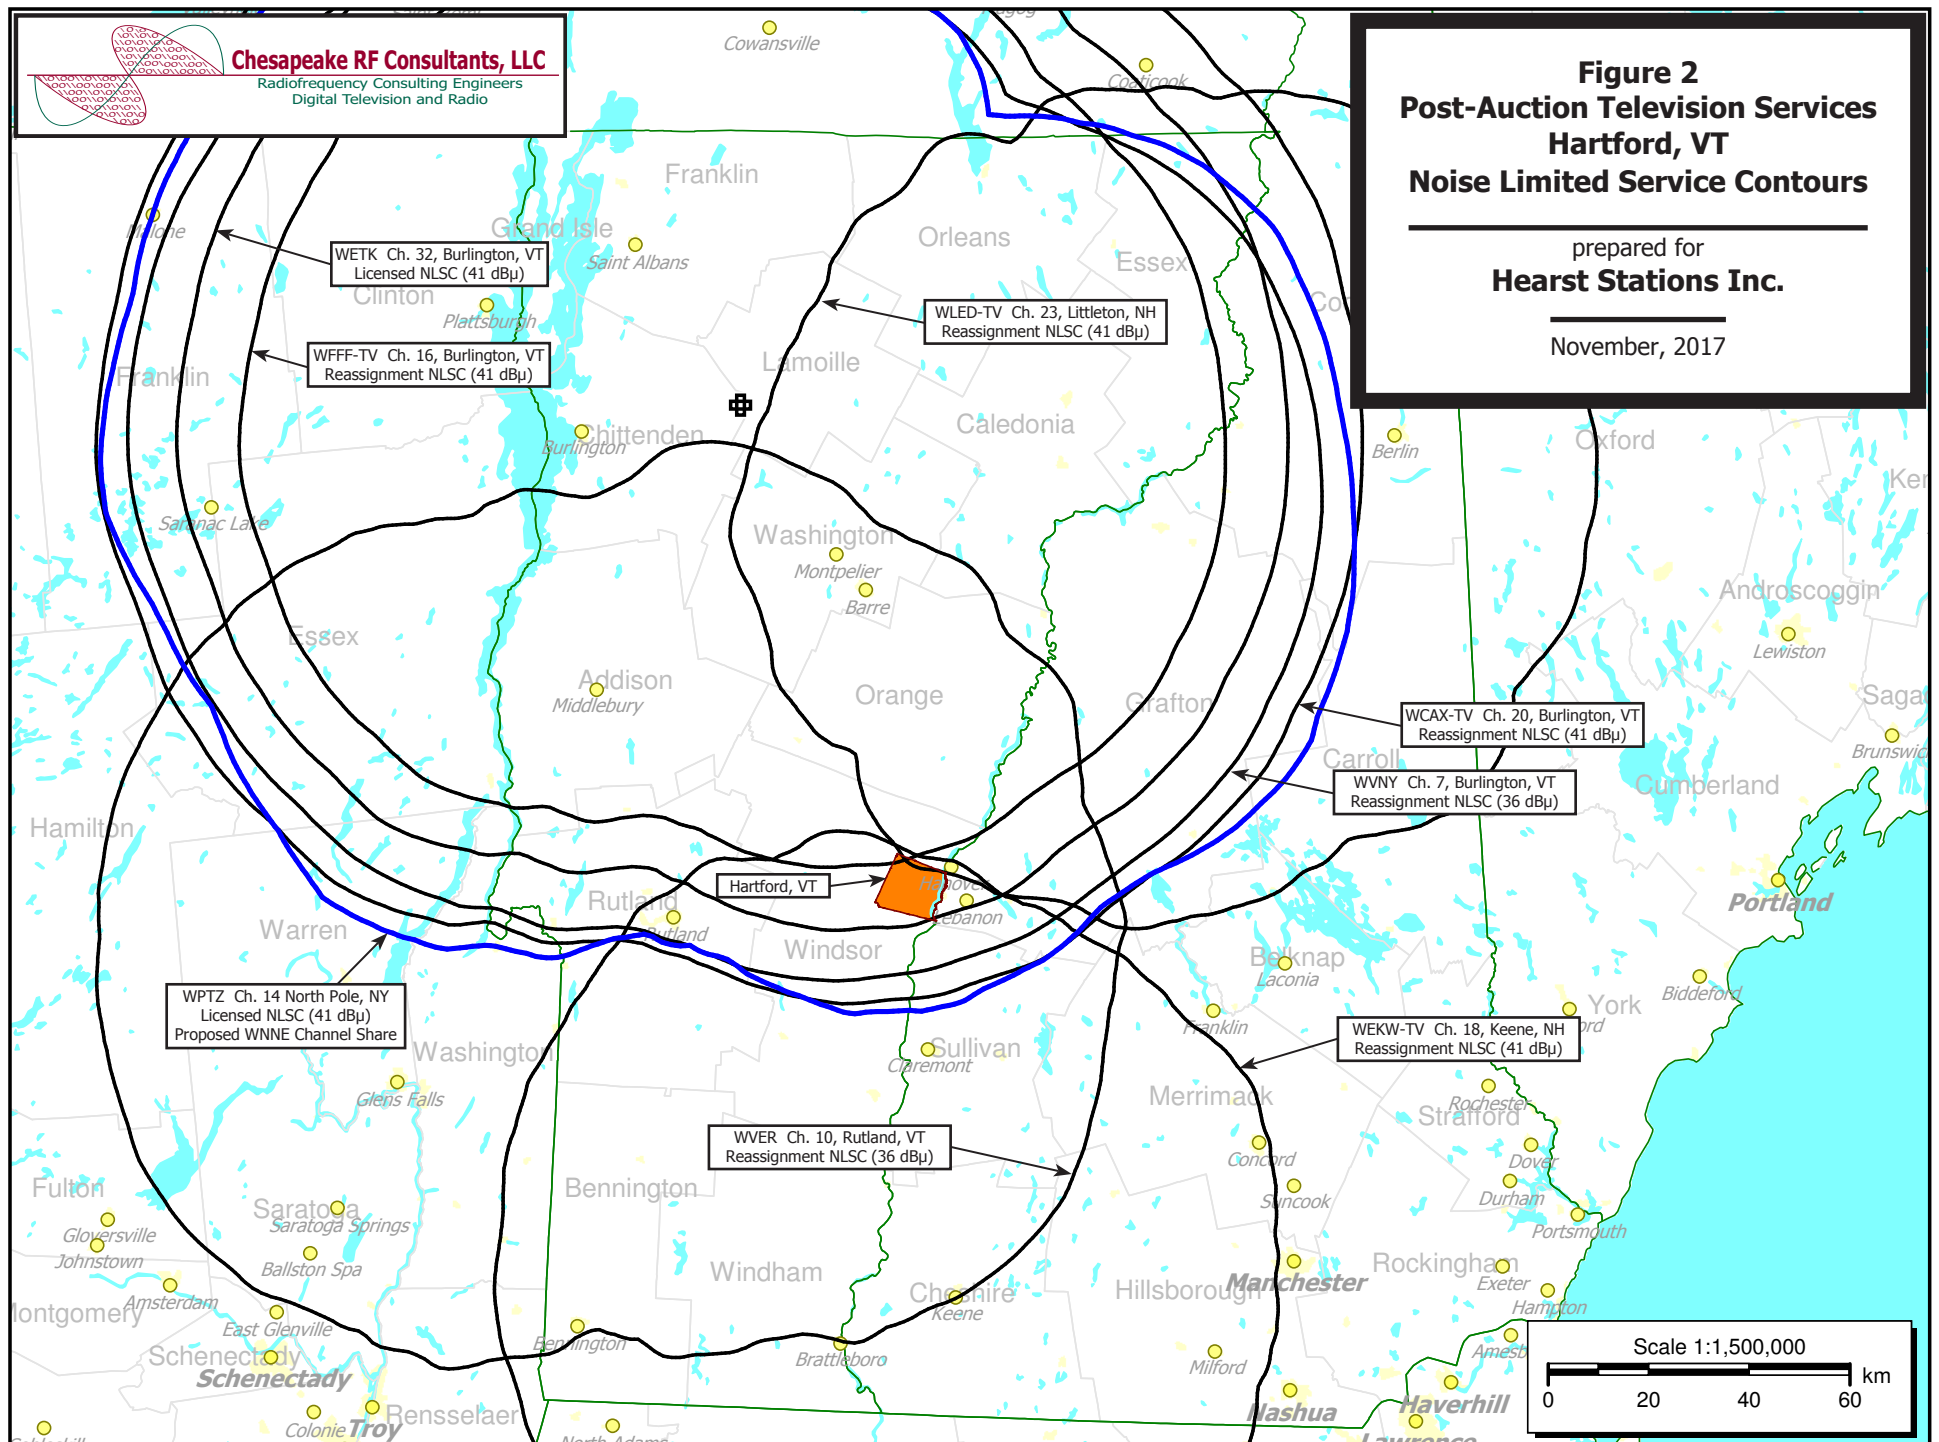 Chesapeake RF Consultants, LLC
Radiofrequency Consulting Engineers
Digital Television and Radio
Figure 2
Post-Auction Television Services
Hartford, VT
Noise Limited Service Contours
prepared for
Hearst Stations Inc.
November, 2017
Cowansville
Coaticook
Franklin
Malone
Grand Isle
Saint Albans
Orleans
Essex
WETK Ch. 32, Burlington, VT
Licensed NLSC (41 dBµ)
Clinton
Plattsburgh
WLED-TV Ch. 23, Littleton, NH
Reassignment NLSC (41 dBµ)
WFFF-TV Ch. 16, Burlington, VT
Reassignment NLSC (41 dBµ)
Franklin
Lamoille
Caledonia
Chittenden
Burlington
Berlin
Oxford
Saranac Lake
Washington
Montpelier
Barre
Androscoggin
Lewiston
Essex
Addison
Middlebury
Orange
Grafton
WCAX-TV Ch. 20, Burlington, VT
Reassignment NLSC (41 dBµ)
Carroll
WVNY Ch. 7, Burlington, VT
Reassignment NLSC (36 dBµ)
Cumberland
Hamilton
Hartford, VT
Hanover
Lebanon
Rutland
Rutland
Portland
Warren
Windsor
Belknap
Laconia
Biddeford
WPTZ Ch. 14 North Pole, NY
Licensed NLSC (41 dBµ)
Proposed WNNE Channel Share
York
Franklin
WEKW-TV Ch. 18, Keene, NH
Reassignment NLSC (41 dBµ)
Washington
Sullivan
Claremont
Glens Falls
Merrimack
Rochester
Strafford
WVER Ch. 10, Rutland, VT
Reassignment NLSC (36 dBµ)
Concord
Dover
Fulton
Bennington
Suncook
Durham
Saratoga
Saratoga Springs
Gloversville
Portsmouth
Johnstown
Ballston Spa
Windham
Cheshire
Keene
Hillsborough
Manchester
Rockingham
Exeter
Hampton
Amsterdam
East Glenville
Bennington
Brattleboro
Schenectady
Schenectady
Milford
Scale 1:1,500,000
0 20 40 60 km
Nashua
Haverhill
Colonie
Troy
Rensselaer